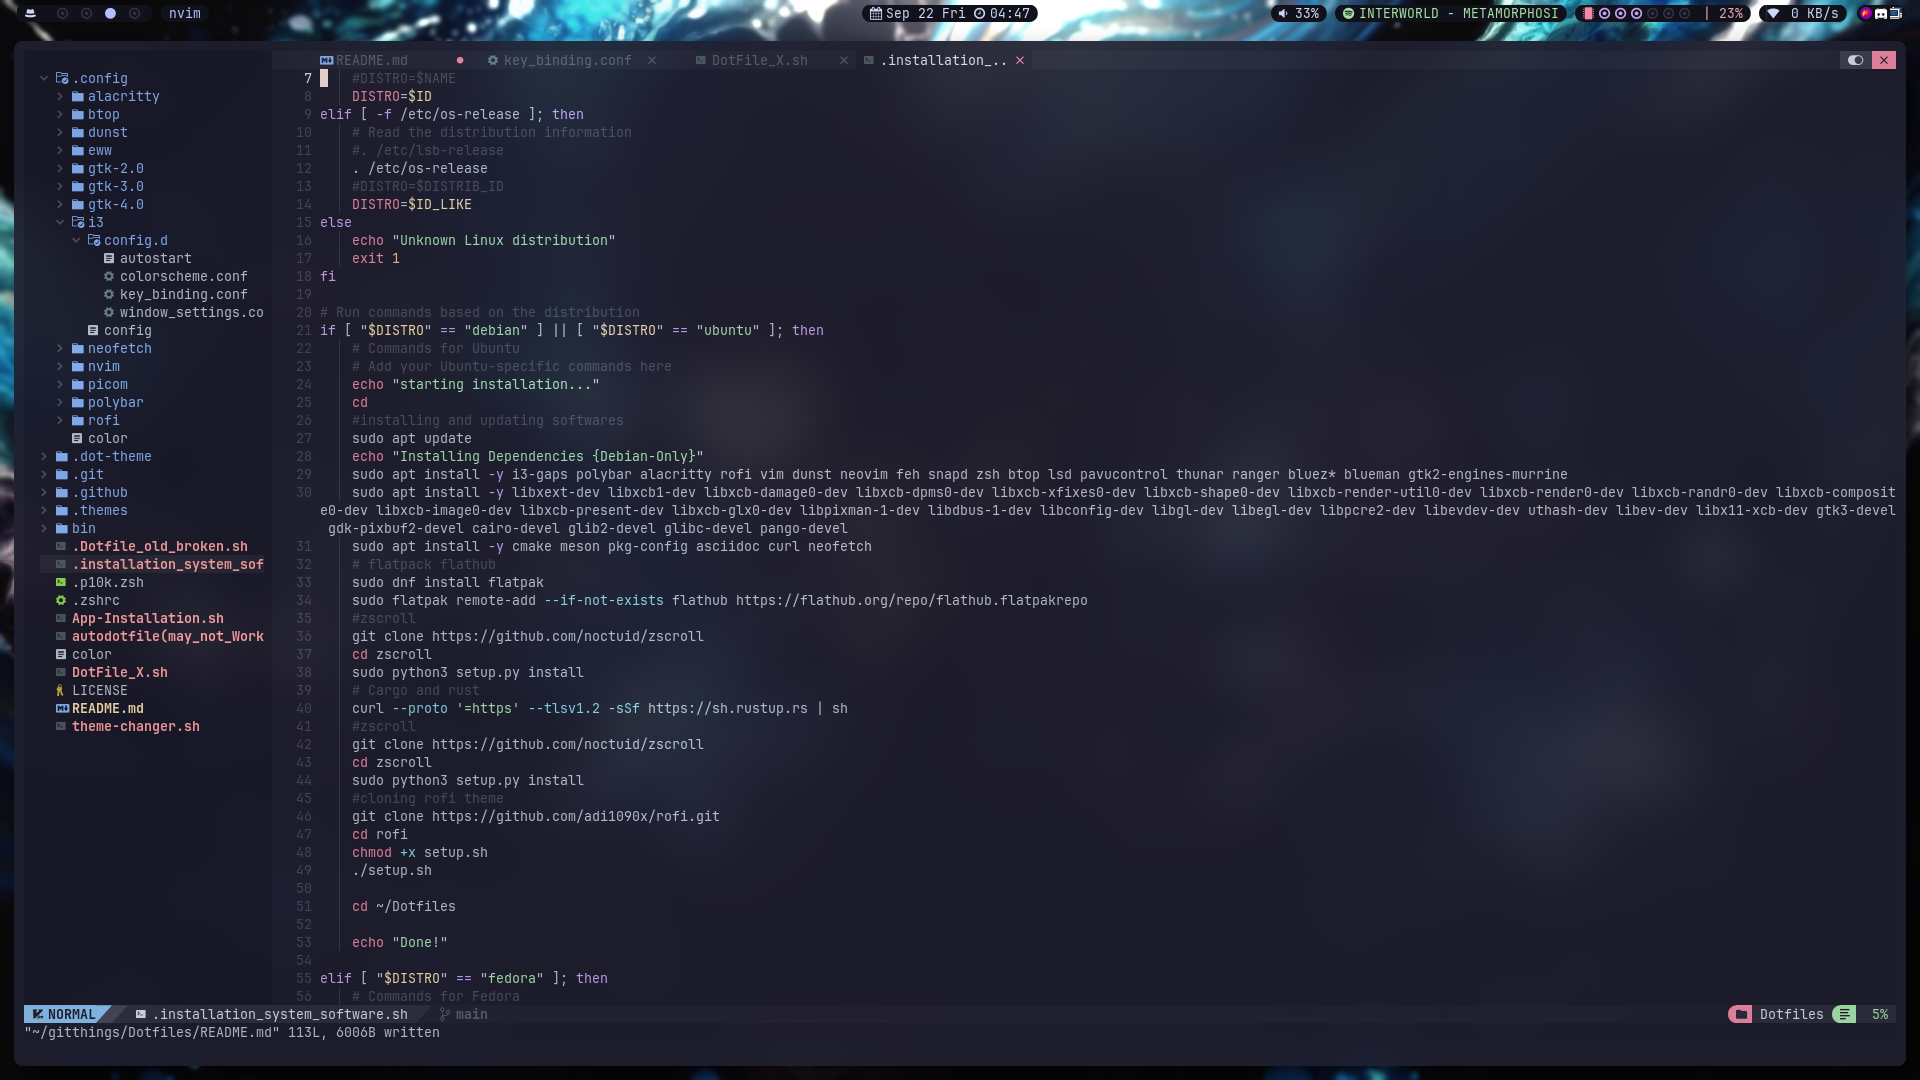 nvim
Sep 22 Fri 04:47
33%
INTERWORLD - METAMORPHOSI
| 23%
0 KB/s
README.md
key_binding.conf
DotFile_X.sh
.installation_..
.config
alacritty
btop
dunst
eww
gtk-2.0
gtk-3.0
gtk-4.0
i3
config.d
autostart
colorscheme.conf
key_binding.conf
window_settings.co
config
neofetch
nvim
picom
polybar
rofi
color
.dot-theme
.git
.github
.themes
bin
.Dotfile_old_broken.sh
.installation_system_sof
.p10k.zsh
.zshrc
App-Installation.sh
autodotfile(may_not_Work
color
DotFile_X.sh
LICENSE
README.md
theme-changer.sh
7 #DISTRO=$NAME
8 DISTRO=$ID
9 elif [ -f /etc/os-release ]; then
10 # Read the distribution information
11 #. /etc/lsb-release
12 . /etc/os-release
13 #DISTRO=$DISTRIB_ID
14 DISTRO=$ID_LIKE
15 else
16 echo "Unknown Linux distribution"
17 exit 1
18 fi
19
20 # Run commands based on the distribution
21 if [ "$DISTRO" == "debian" ] || [ "$DISTRO" == "ubuntu" ]; then
22 # Commands for Ubuntu
23 # Add your Ubuntu-specific commands here
24 echo "starting installation..."
25 cd
26 #installing and updating softwares
27 sudo apt update
28 echo "Installing Dependencies {Debian-Only}"
29 sudo apt install -y i3-gaps polybar alacritty rofi vim dunst neovim feh snapd zsh btop lsd pavucontrol thunar ranger bluez* blueman gtk2-engines-murrine
30 sudo apt install -y libxext-dev libxcb1-dev libxcb-damage0-dev libxcb-dpms0-dev libxcb-xfixes0-dev libxcb-shape0-dev libxcb-render-util0-dev libxcb-render0-dev libxcb-randr0-dev libxcb-composit
e0-dev libxcb-image0-dev libxcb-present-dev libxcb-glx0-dev libpixman-1-dev libdbus-1-dev libconfig-dev libgl-dev libegl-dev libpcre2-dev libevdev-dev uthash-dev libev-dev libx11-xcb-dev gtk3-devel
gdk-pixbuf2-devel cairo-devel glib2-devel glibc-devel pango-devel
31 sudo apt install -y cmake meson pkg-config asciidoc curl neofetch
32 # flatpack flathub
33 sudo dnf install flatpak
34 sudo flatpak remote-add --if-not-exists flathub https://flathub.org/repo/flathub.flatpakrepo
35 #zscroll
36 git clone https://github.com/noctuid/zscroll
37 cd zscroll
38 sudo python3 setup.py install
39 # Cargo and rust
40 curl --proto '=https' --tlsv1.2 -sSf https://sh.rustup.rs | sh
41 #zscroll
42 git clone https://github.com/noctuid/zscroll
43 cd zscroll
44 sudo python3 setup.py install
45 #cloning rofi theme
46 git clone https://github.com/adi1090x/rofi.git
47 cd rofi
48 chmod +x setup.sh
49 ./setup.sh
50
51 cd ~/Dotfiles
52
53 echo "Done!"
54
55 elif [ "$DISTRO" == "fedora" ]; then
56 # Commands for Fedora
NORMAL .installation_system_software.sh main
Dotfiles 5%
"~/gitthings/Dotfiles/README.md" 113L, 6006B written